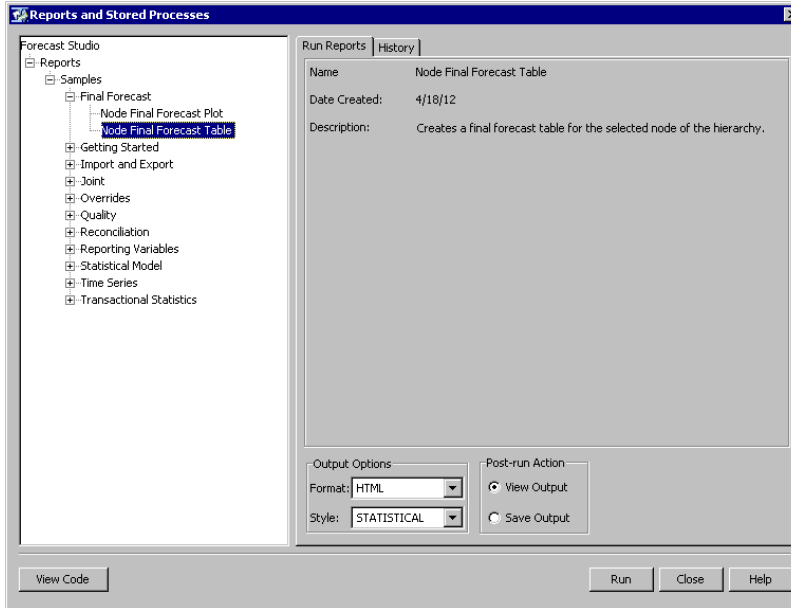 Reports and Stored Processes
Forecast Studio
Reports
Samples
Final Forecast
Node Final Forecast Plot
Node Final Forecast Table
Getting Started
Import and Export
Joint
Overrides
Quality
Reconciliation
Reporting Variables
Statistical Model
Time Series
Transactional Statistics
Run Reports History
Name Node Final Forecast Table
Date Created: 4/18/12
Description: Creates a final forecast table for the selected node of the hierarchy.
Output Options
Format: HTML
Style: STATISTICAL
Post-run Action
View Output
Save Output
View Code Run Close Help